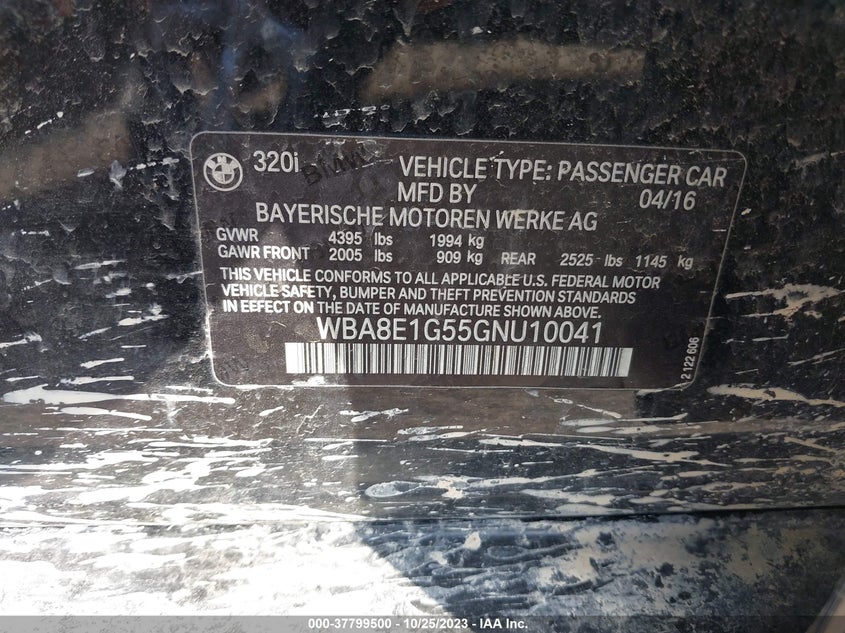 320i
VEHICLE TYPE: PASSENGER CAR
MFD BY 04/16
BAYERISCHE MOTOREN WERKE AG
GVWR 4395 lbs 1994 kg
GAWR FRONT 2005 lbs 909 kg REAR 2525 lbs 1145 kg
THIS VEHICLE CONFORMS TO ALL APPLICABLE U.S. FEDERAL MOTOR
VEHICLE SAFETY, BUMPER AND THEFT PREVENTION STANDARDS
IN EFFECT ON THE DATE OF MANUFACTURE SHOWN ABOVE.
WBA8E1G55GNU10041
2 122 606
BMW
000-37799500 - 10/25/2023 - IAA Inc.